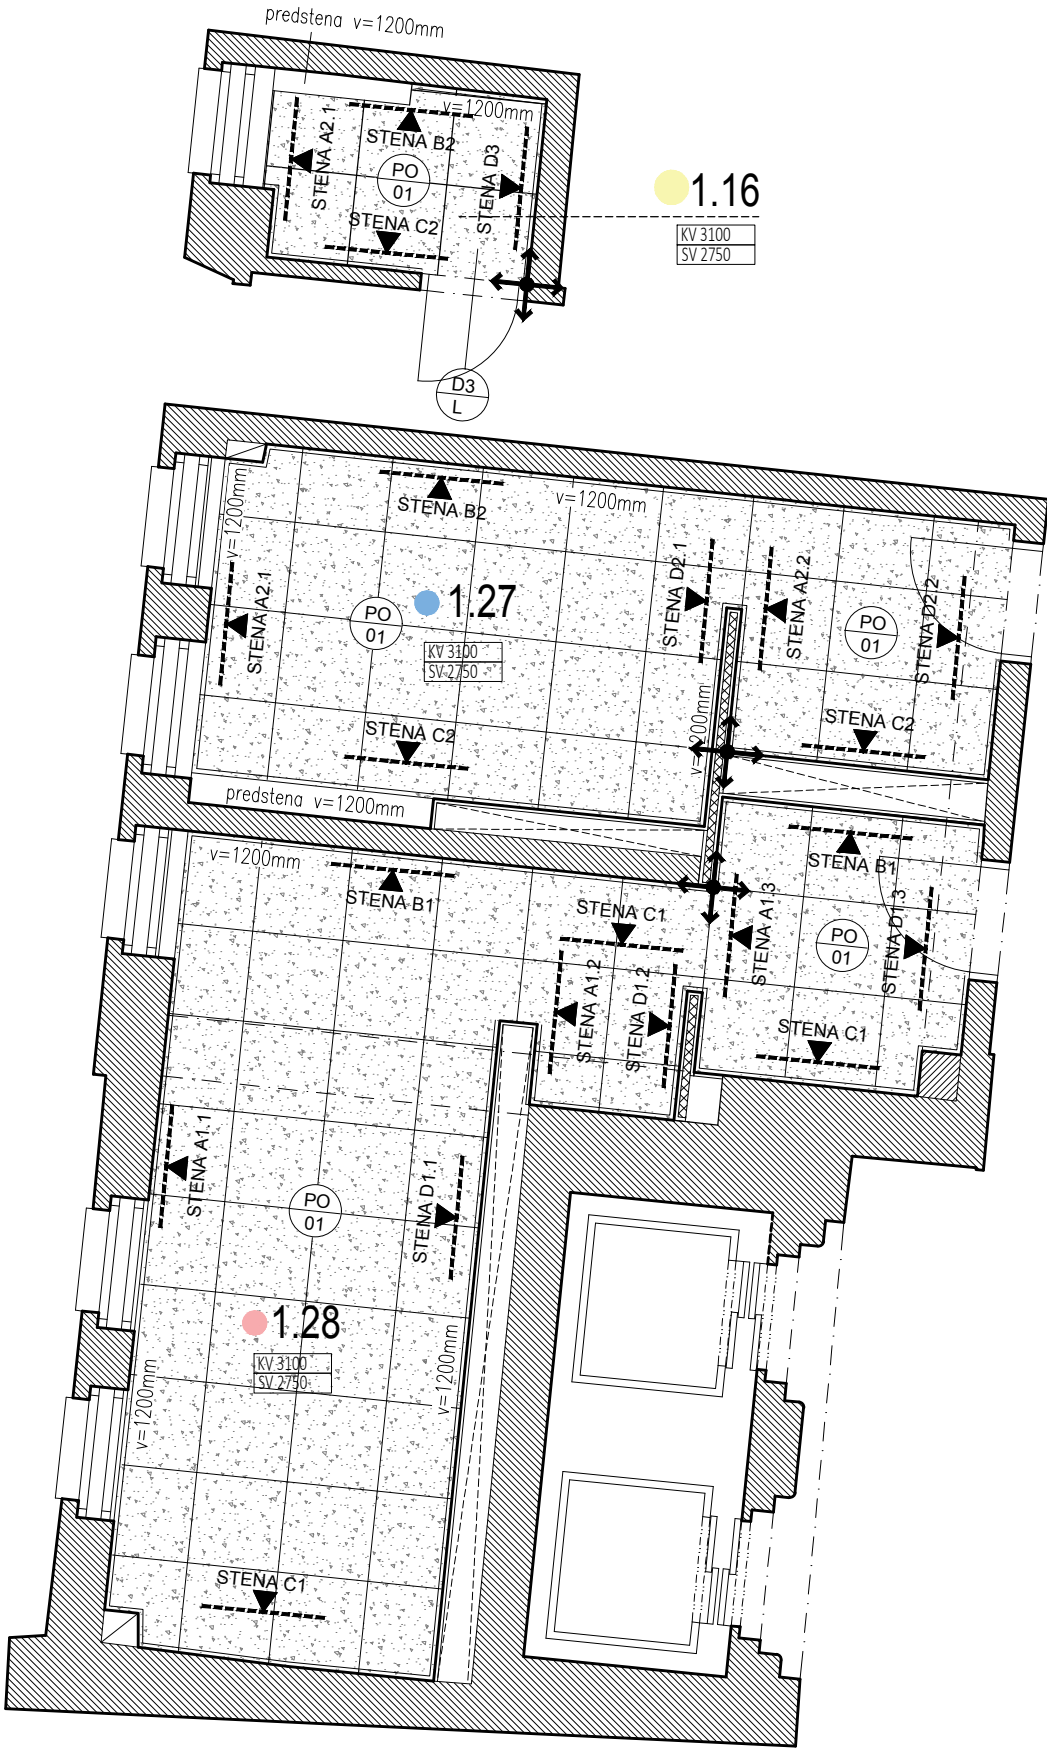 predstena v=1200mm
v=1200mm
STENA A2.1
STENA B2
STENA D3
PO
01
STENA C2
1.16
KV 3100
SV 2750
D3
L
v=1200mm
STENA B2
v=1200mm
STENA A2.1
PO
01
1.27
KV 3100
SV 2750
STENA D2.1
STENA A2.2
PO
01
STENA D2.2
STENA C2
STENA C2
v=1200mm
predstena v=1200mm
v=1200mm
STENA B1
STENA C1
STENA B1
STENA A1.3
PO
01
STENA D1.3
STENA A1.2
STENA D1.2
STENA C1
STENA A1.1
PO
01
STENA D1.1
1.28
KV 3100
SV 2750
v=1200mm
v=1200mm
STENA C1